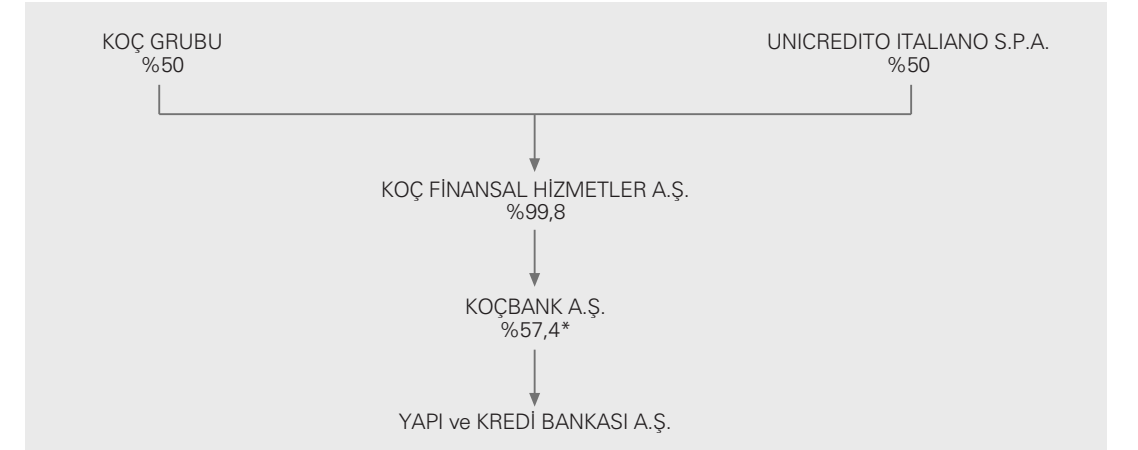 KOÇ GRUBU
%50
UNICREDITO ITALIANO S.P.A.
%50
KOÇ FİNANSAL HİZMETLER A.Ş.
%99,8
KOÇBANK A.Ş.
%57,4*
YAPI ve KREDİ BANKASI A.Ş.